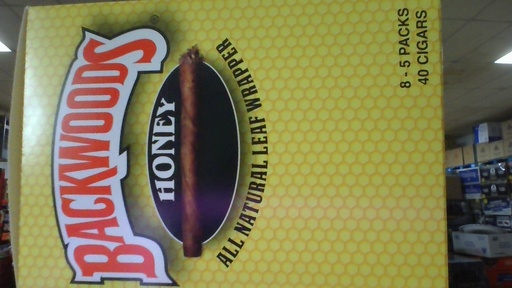 BACKWOODS®
HONEY
ALL NATURAL LEAF WRAPPER
8 - 5 PACKS
40 CIGARS